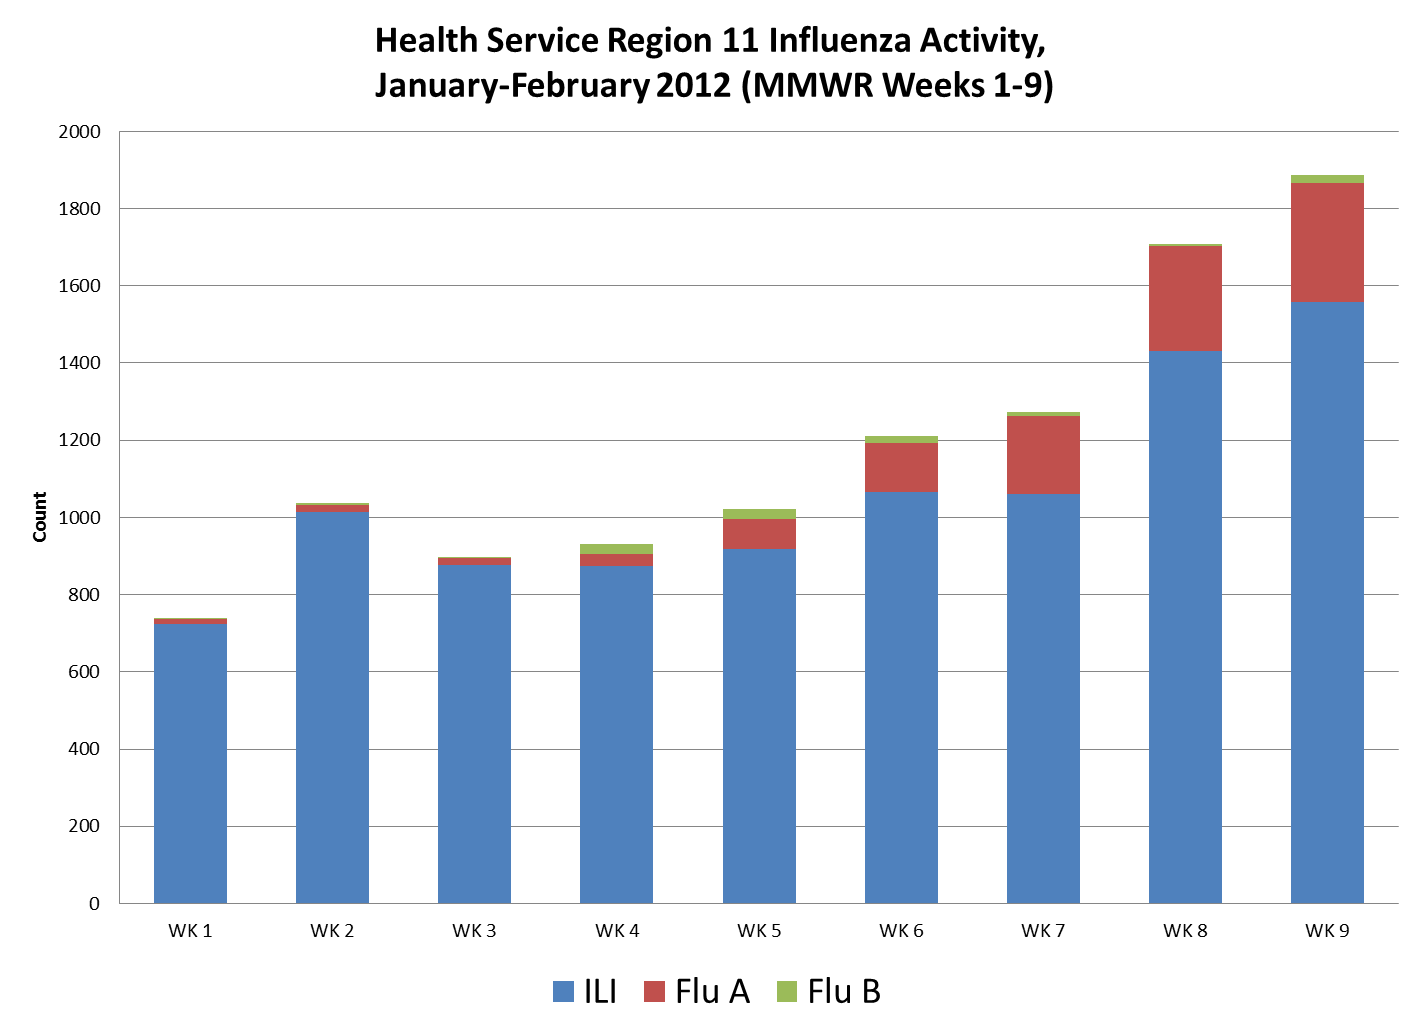 Health Service Region 11 Influenza Activity,
January-February 2012 (MMWR Weeks 1-9)
2000
1800
1600
1400
1200
1000
800
600
400
200
0
Count
WK 1 WK 2 WK 3 WK 4 WK 5 WK 6 WK 7 WK 8 WK 9
ILI Flu A Flu B